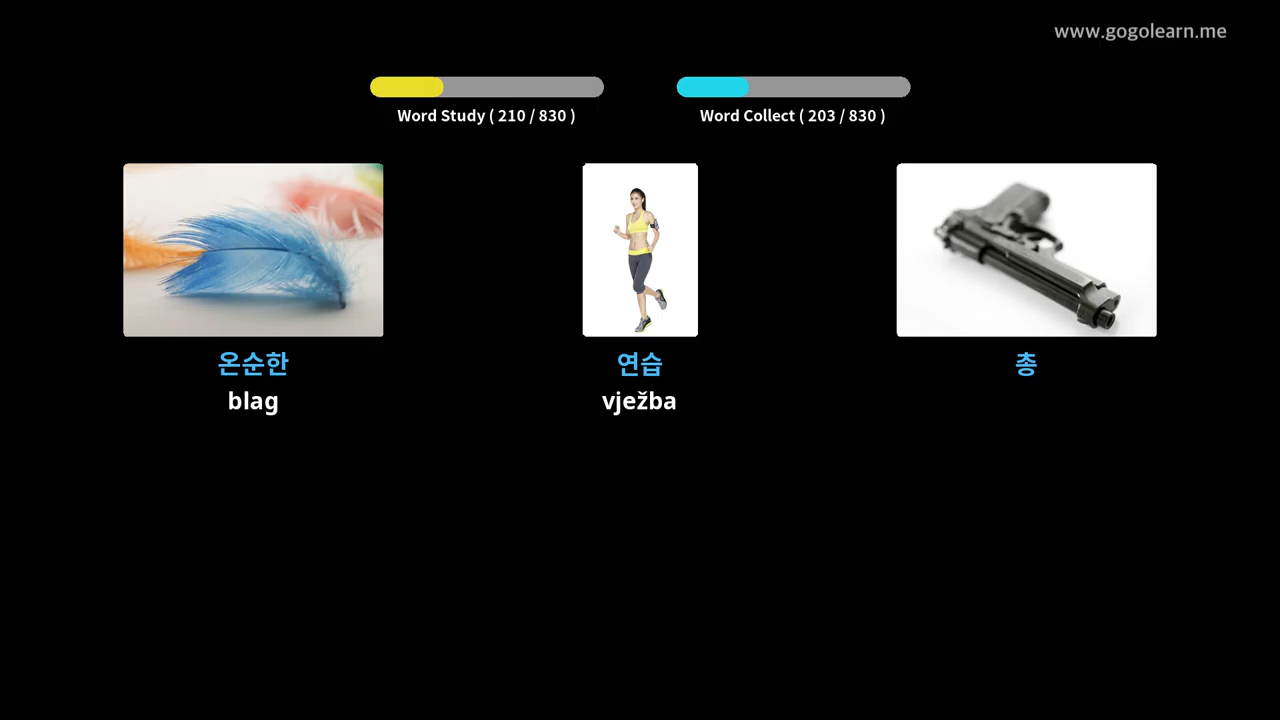 www.gogolearn.me
Word Study ( 210 / 830 )
Word Collect ( 203 / 830 )
온순한
blag
연습
vježba
총